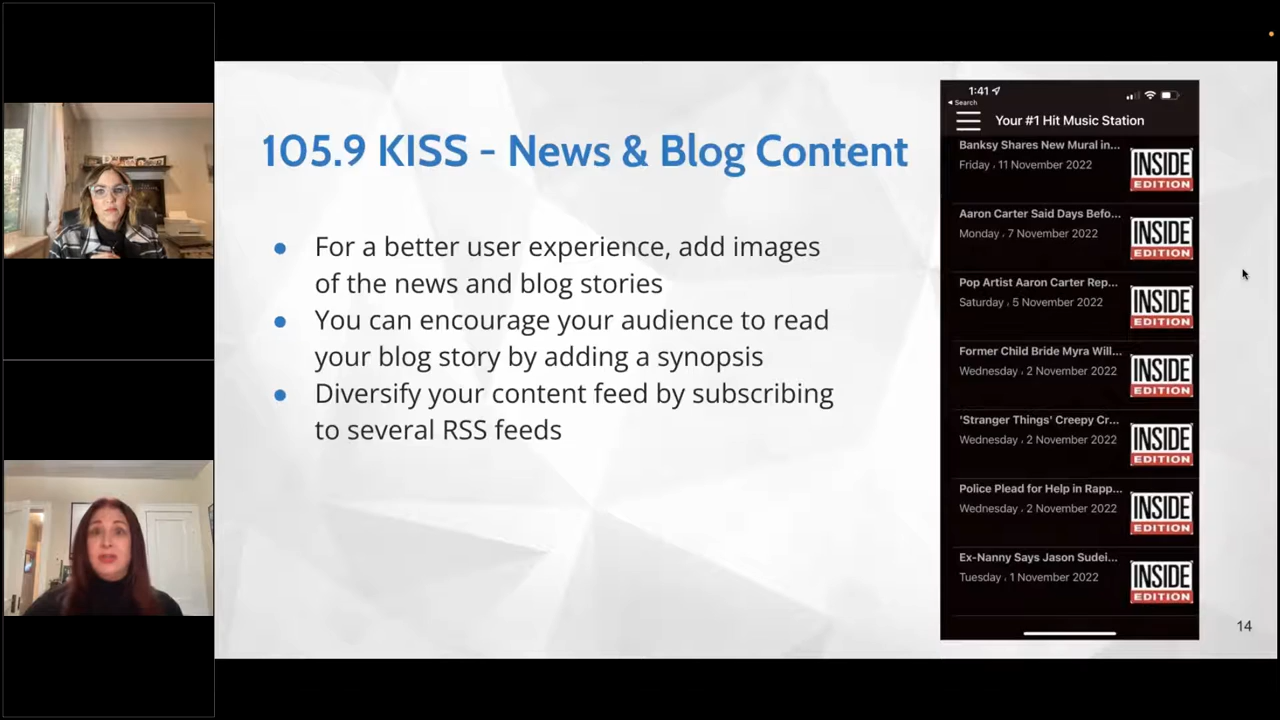 105.9 KISS - News & Blog Content
● For a better user experience, add images
of the news and blog stories
● You can encourage your audience to read
your blog story by adding a synopsis
● Diversify your content feed by subscribing
to several RSS feeds
1:41
◀ Search
Your #1 Hit Music Station
Banksy Shares New Mural in...
Friday , 11 November 2022
INSIDE
EDITION
Aaron Carter Said Days Befo...
Monday , 7 November 2022
INSIDE
EDITION
Pop Artist Aaron Carter Rep...
Saturday , 5 November 2022
INSIDE
EDITION
Former Child Bride Myra Will...
Wednesday , 2 November 2022
INSIDE
EDITION
'Stranger Things' Creepy Cr...
Wednesday , 2 November 2022
INSIDE
EDITION
Police Plead for Help in Rapp...
Wednesday , 2 November 2022
INSIDE
EDITION
Ex-Nanny Says Jason Sudei...
Tuesday , 1 November 2022
INSIDE
EDITION
14